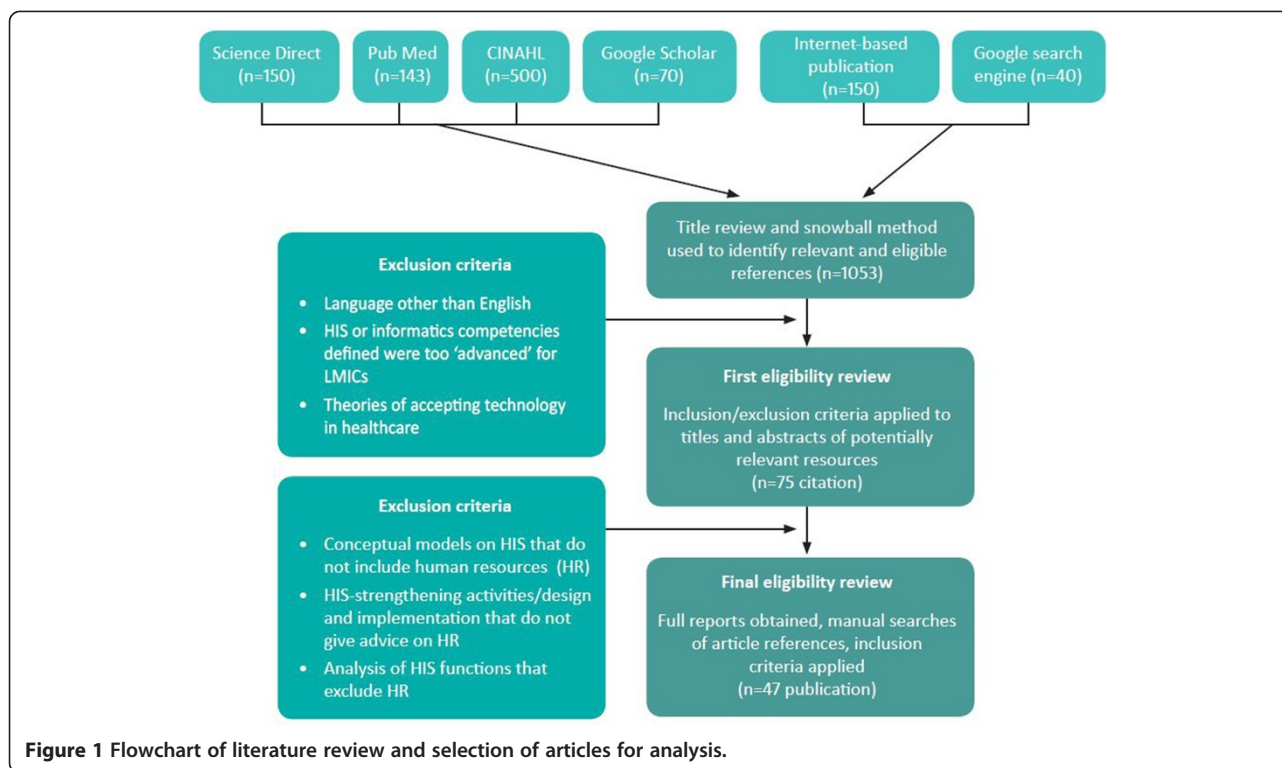 Science Direct
(n=150)
Pub Med
(n=143)
CINAHL
(n=500)
Google Scholar
(n=70)
Internet-based
publication
(n=150)
Google search
engine (n=40)
Title review and snowball method
used to identify relevant and eligible
references (n=1053)
Exclusion criteria
• Language other than English
• HIS or informatics competencies
defined were too ‘advanced’ for
LMICs
• Theories of accepting technology
in healthcare
First eligibility review
Inclusion/exclusion criteria applied to
titles and abstracts of potentially
relevant resources
(n=75 citation)
Exclusion criteria
• Conceptual models on HIS that do
not include human resources (HR)
• HIS-strengthening activities/design
and implementation that do not
give advice on HR
• Analysis of HIS functions that
exclude HR
Final eligibility review
Full reports obtained, manual searches
of article references, inclusion
criteria applied
(n=47 publication)
Figure 1 Flowchart of literature review and selection of articles for analysis.